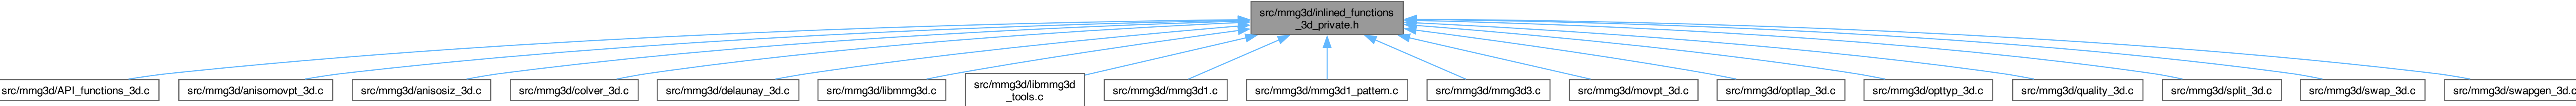 src/mmg3d/inlined_functions
_3d_private.h
src/mmg3d/API_functions_3d.c
src/mmg3d/anisomovpt_3d.c
src/mmg3d/anisosiz_3d.c
src/mmg3d/colver_3d.c
src/mmg3d/delaunay_3d.c
src/mmg3d/libmmg3d.c
src/mmg3d/libmmg3d
_tools.c
src/mmg3d/mmg3d1.c
src/mmg3d/mmg3d1_pattern.c
src/mmg3d/mmg3d3.c
src/mmg3d/movpt_3d.c
src/mmg3d/optlap_3d.c
src/mmg3d/opttyp_3d.c
src/mmg3d/quality_3d.c
src/mmg3d/split_3d.c
src/mmg3d/swap_3d.c
src/mmg3d/swapgen_3d.c